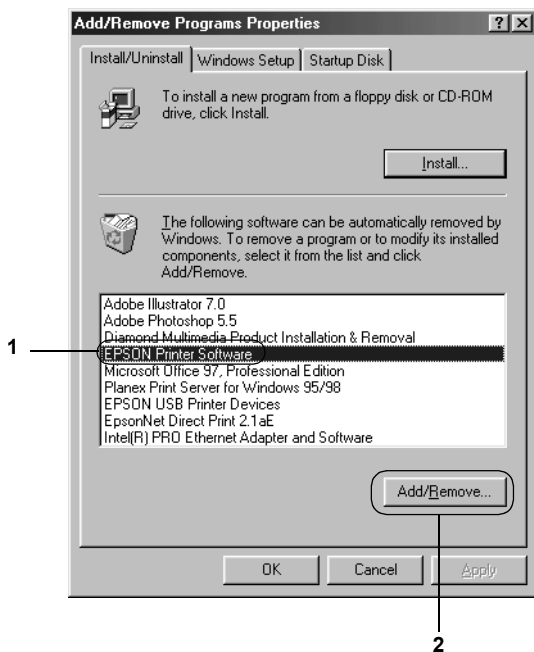 Add/Remove Programs Properties
? ×
Install/Uninstall
Windows Setup
Startup Disk
To install a new program from a floppy disk or CD-ROM
drive, click Install.
Install...
The following software can be automatically removed by
Windows. To remove a program or to modify its installed
components, select it from the list and click
Add/Remove.
Adobe Illustrator 7.0
Adobe Photoshop 5.5
Diamond Multimedia Product Installation & Removal
1
EPSON Printer Software
Microsoft Office 97, Professional Edition
Planex Print Server for Windows 95/98
EPSON USB Printer Devices
EpsonNet Direct Print 2.1aE
Intel(R) PRO Ethernet Adapter and Software
Add/Remove...
OK
Cancel
Apply
2